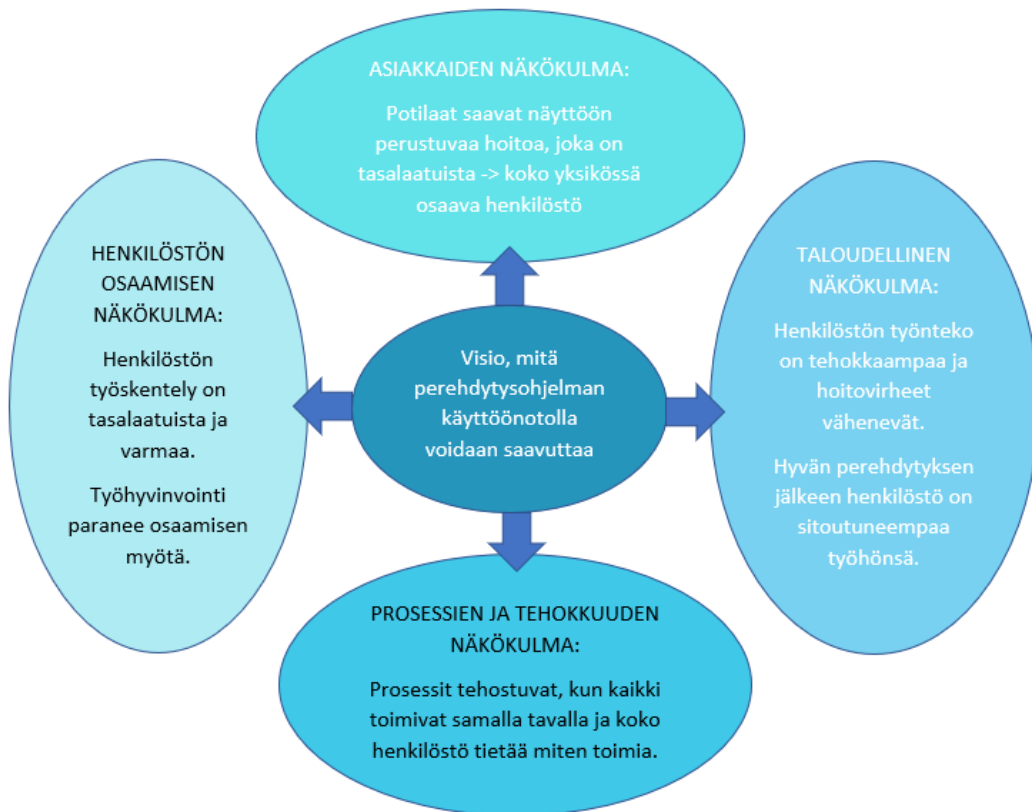 ASIAKKAIDEN NÄKÖKULMA:
Potilaat saavat näyttöön
perustuvaa hoitoa, joka on
tasalaatuista -> koko yksikössä
osaava henkilöstö
HENKILÖSTÖN
OSAAMISEN
NÄKÖKULMA:
Henkilöstön
työskentely on
tasalaatuista ja
varmaa.
Työhyvinvointi
paranee osaamisen
myötä.
Visio, mitä
perehdytysohjelman
käyttöönotolla
voidaan saavuttaa
TALOUDELLINEN
NÄKÖKULMA:
Henkilöstön työnteko
on tehokkaampaa ja
hoitovirheet
vähenevät.
Hyvän perehdytyksen
jälkeen henkilöstö on
sitoutuneempaa
työhönsä.
PROSESSIEN JA TEHOKKUUDEN
NÄKÖKULMA:
Prosessit tehostuvat, kun kaikki
toimivat samalla tavalla ja koko
henkilöstö tietää miten toimia.